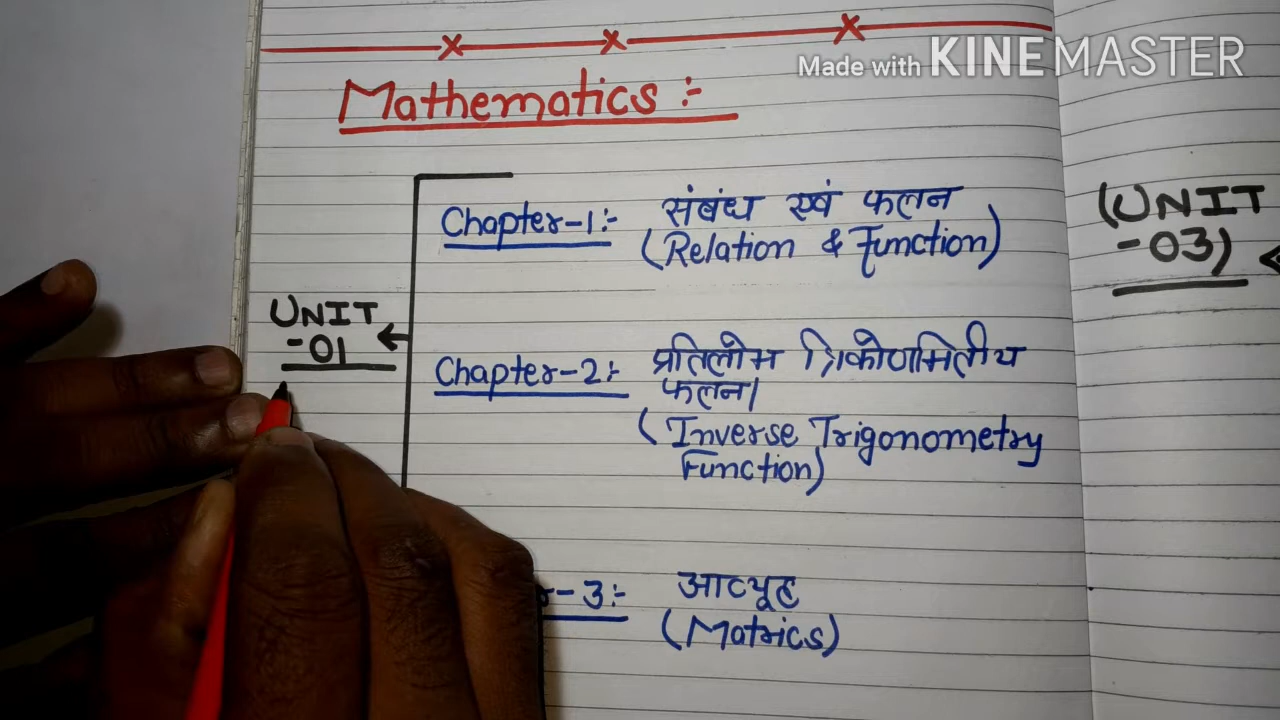 Made with KINEMASTER
Mathematics :-
Chapter-1:- संबंध एवं फलन
(Relation & Function)
UNIT
-01
Chapter-2:- प्रतिलोम त्रिकोणमितीय
फलन।
(Inverse Trigonometry
Function)
-3:- आव्यूह
(Matrics)
(UNIT
-03)